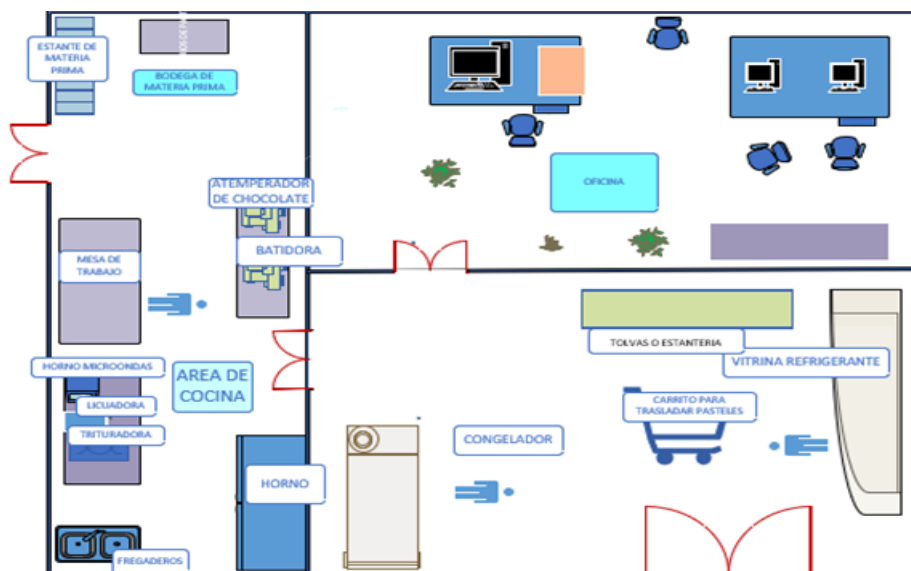 ESTANTE DE
MATERIA
PRIMA
BODEGA DE
MATERIA PRIMA
ATEMPERADOR
DE CHOCOLATE
OFICINA
BATIDORA
MESA DE
TRABAJO
TOLVAS O ESTANTERIA
VITRINA REFRIGERANTE
HORNO MICROONDAS
AREA DE
COCINA
LICUADORA
TRITURADORA
CARRITO PARA
TRASLADAR PASTELES
CONGELADOR
HORNO
FREGADEROS